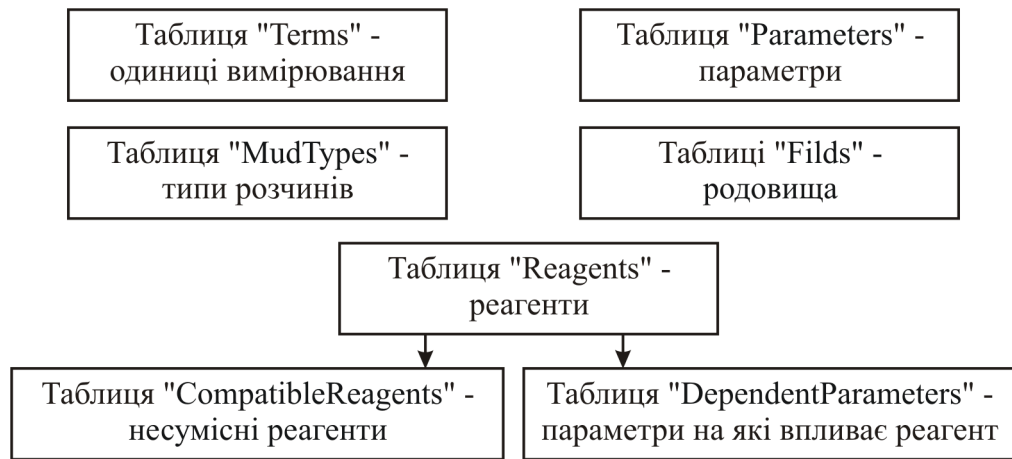 Таблиця "Terms" -
одиниці вимірювання
Таблиця "Parameters" -
параметри
Таблиця "MudTypes" -
типи розчинів
Таблиці "Filds" -
родовища
Таблиця "Reagents" -
реагенти
Таблиця "CompatibleReagents" -
несумісні реагенти
Таблиця "DependentParameters" -
параметри на які впливає реагент